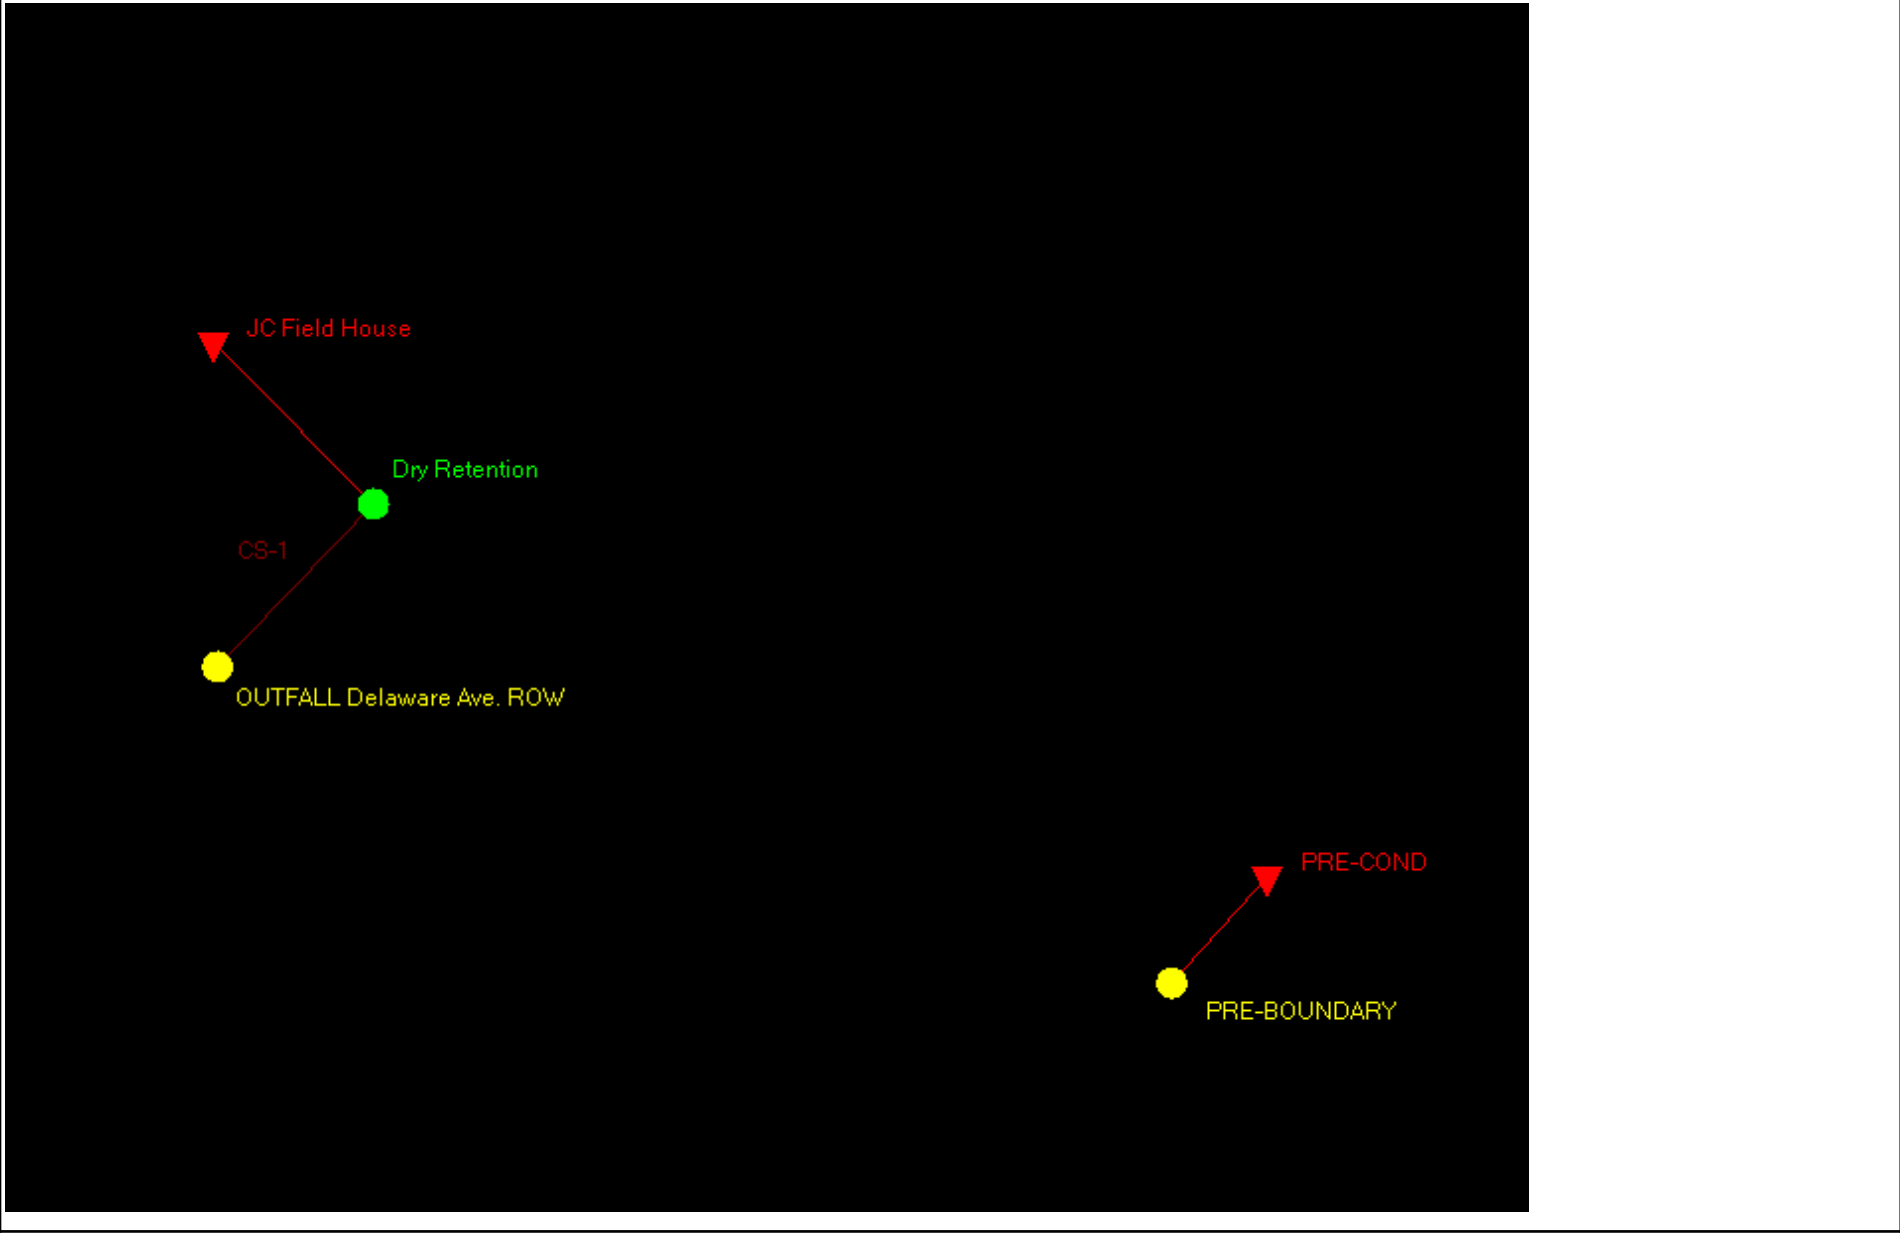 JC Field House
Dry Retention
CS-1
OUTFALL Delaware Ave. ROW
PRE-COND
PRE-BOUNDARY